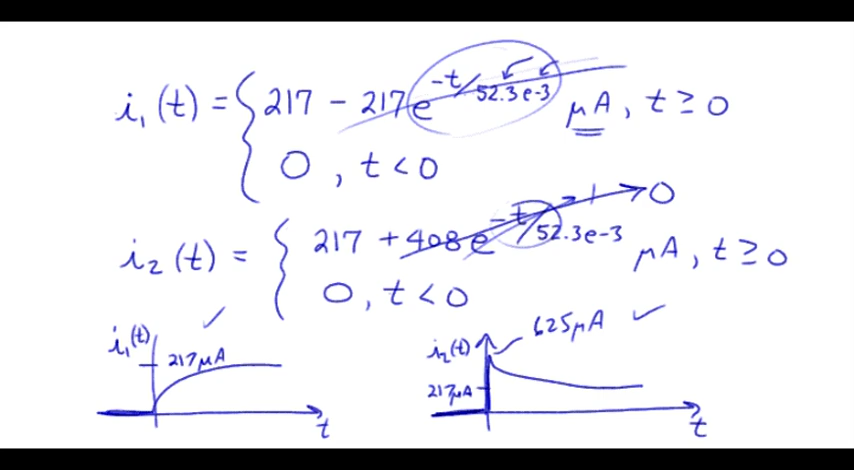 i₁(t) = { 217 - 217e^(-t/52.3e-3) μA, t ≥ 0
0, t < 0
→0
i₂(t) = { 217 + 408e^(-t/52.3e-3) μA, t ≥ 0
0, t < 0
i₁(t) 217μA t
i₂(t) 625μA 217μA t